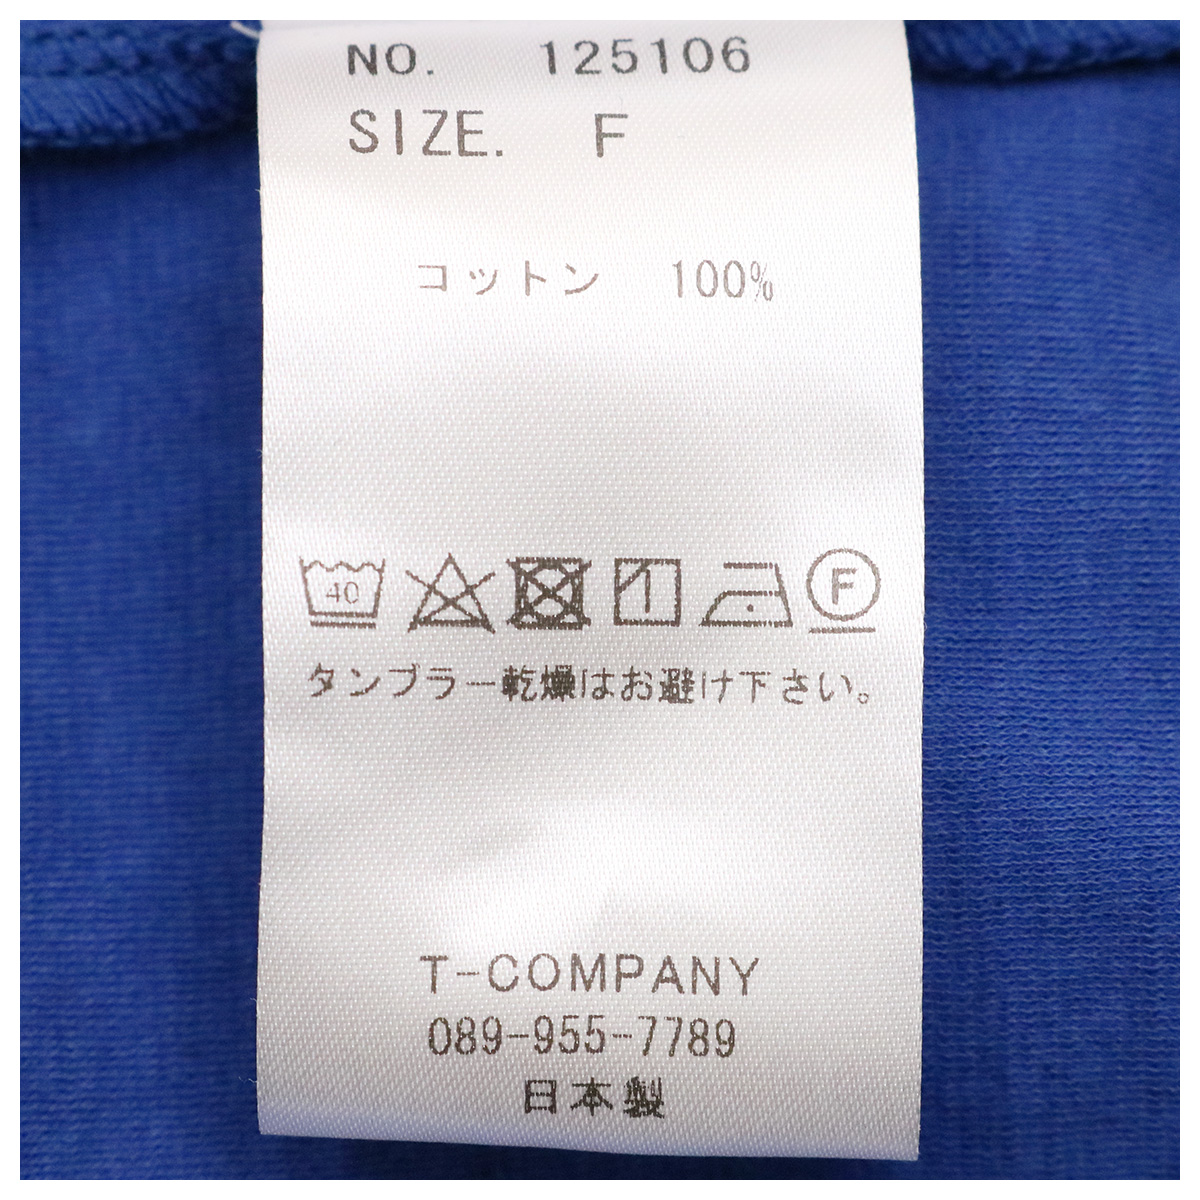 NO. 125106
SIZE. F
コットン 100%
40 F
タンブラー乾燥はお避け下さい。
T-COMPANY
089-955-7789
日本製